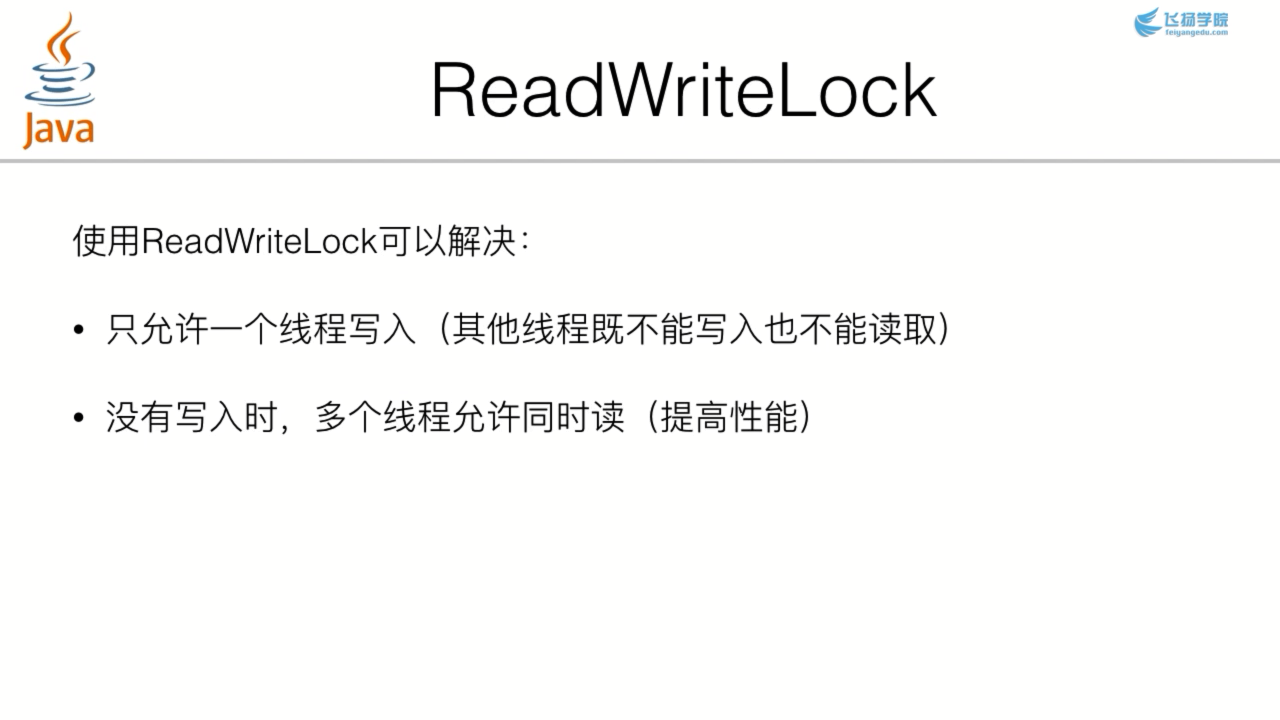 Java
飞扬学院
feiyangedu.com
ReadWriteLock
使用ReadWriteLock可以解决：
• 只允许一个线程写入（其他线程既不能写入也不能读取）
• 没有写入时，多个线程允许同时读（提高性能）